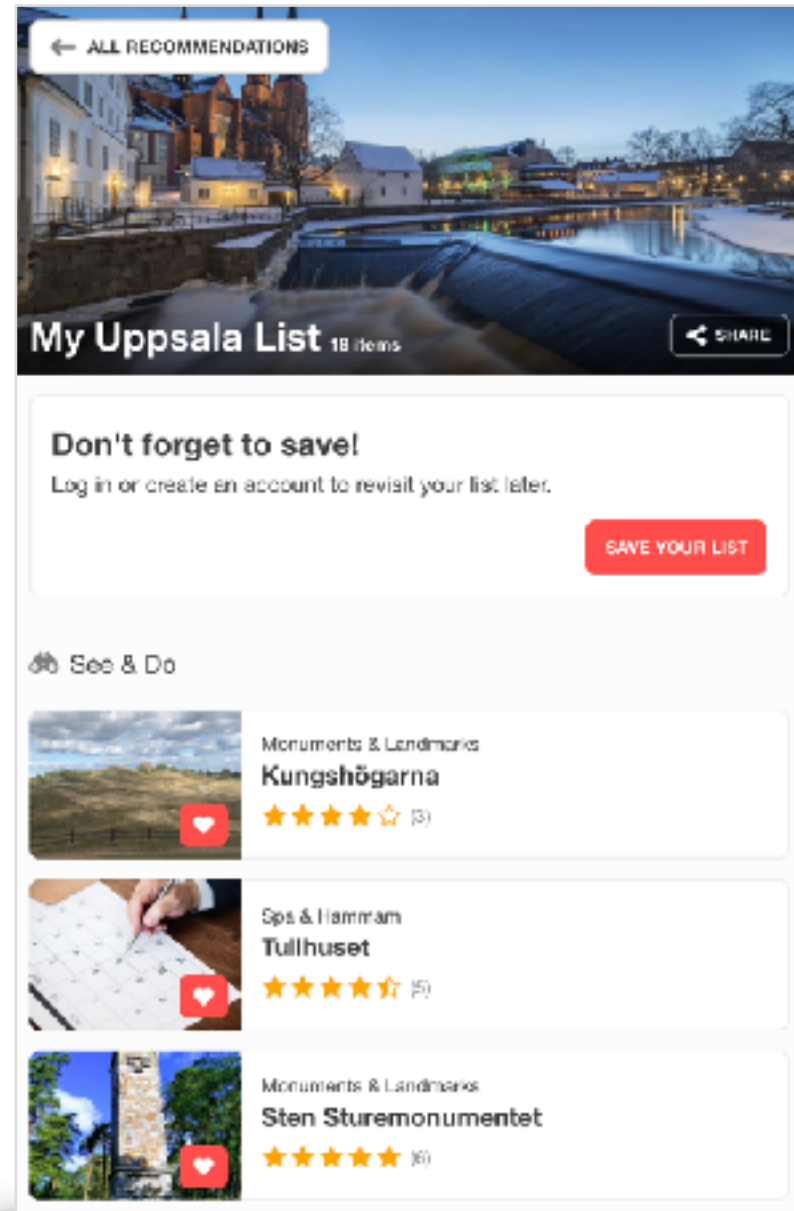 ALL RECOMMENDATIONS
My Uppsala List 18 items
SHARE
Don't forget to save!
Log in or create an account to revisit your list later.
SAVE YOUR LIST
See & Do
Monuments & Landmarks
Kungshögarna
(3)
Spa & Hammam
Tullhuset
(5)
Monuments & Landmarks
Sten Sturemonumentet
(6)